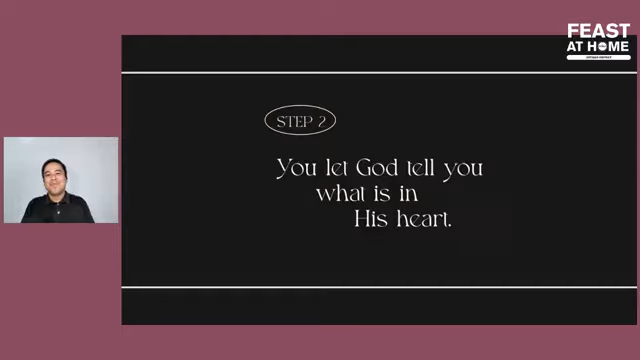 FEAST
AT HOME
STEP 2
You let God tell you
what is in
His heart.